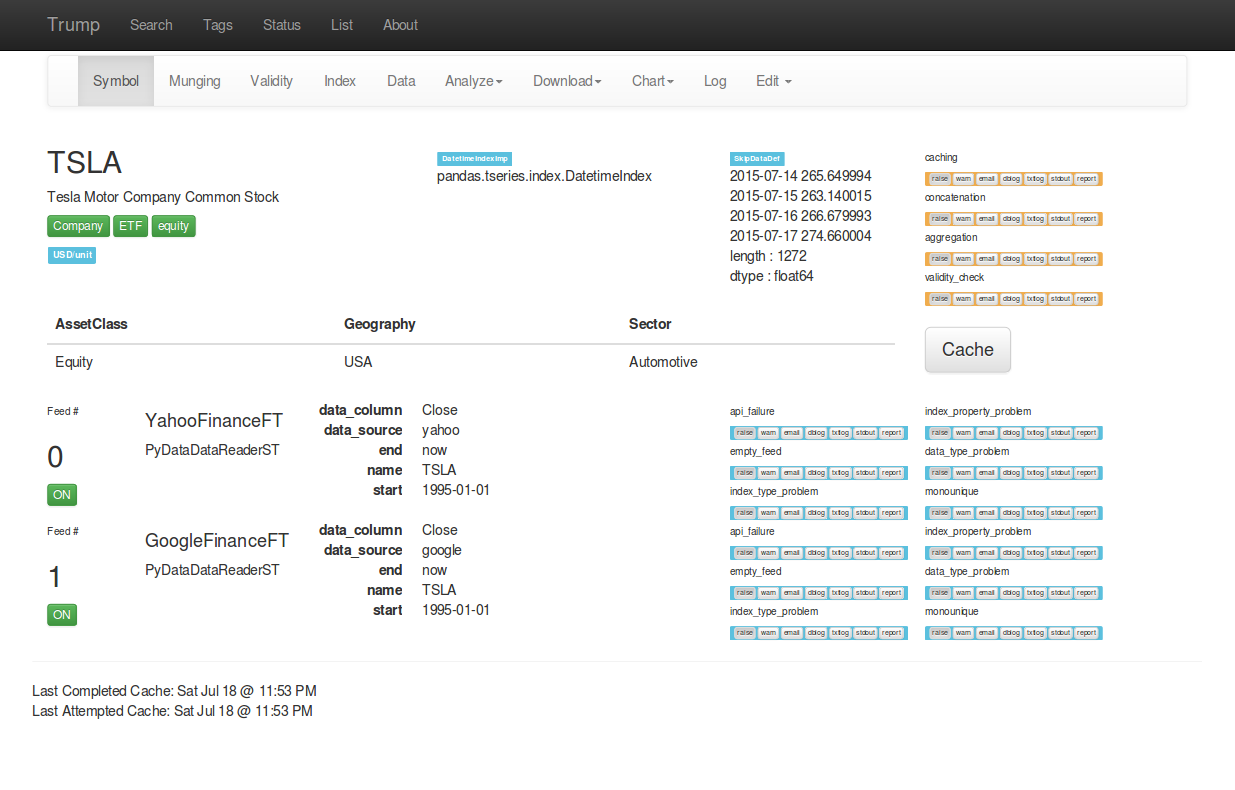 Trump Search Tags Status List About
Symbol Munging Validity Index Data Analyze Download Chart Log Edit
TSLA
Tesla Motor Company Common Stock
Company ETF equity
USD/unit
DatetimeIndexImp
pandas.tseries.index.DatetimeIndex
SkipDataDef
2015-07-14 265.649994
2015-07-15 263.140015
2015-07-16 266.679993
2015-07-17 274.660004
length : 1272
dtype : float64
caching
raise warn email dblog txtlog stdout report
concatenation
raise warn email dblog txtlog stdout report
aggregation
raise warn email dblog txtlog stdout report
validity_check
raise warn email dblog txtlog stdout report
Cache
AssetClass Geography Sector
Equity USA Automotive
Feed #
0
ON
YahooFinanceFT
PyDataDataReaderST
data_column Close
data_source yahoo
end now
name TSLA
start 1995-01-01
api_failure index_property_problem
raise warn email dblog txtlog stdout report raise warn email dblog txtlog stdout report
empty_feed data_type_problem
raise warn email dblog txtlog stdout report raise warn email dblog txtlog stdout report
index_type_problem monounique
raise warn email dblog txtlog stdout report raise warn email dblog txtlog stdout report
Feed #
1
ON
GoogleFinanceFT
PyDataDataReaderST
data_column Close
data_source google
end now
name TSLA
start 1995-01-01
api_failure index_property_problem
raise warn email dblog txtlog stdout report raise warn email dblog txtlog stdout report
empty_feed data_type_problem
raise warn email dblog txtlog stdout report raise warn email dblog txtlog stdout report
index_type_problem monounique
raise warn email dblog txtlog stdout report raise warn email dblog txtlog stdout report
Last Completed Cache: Sat Jul 18 @ 11:53 PM
Last Attempted Cache: Sat Jul 18 @ 11:53 PM